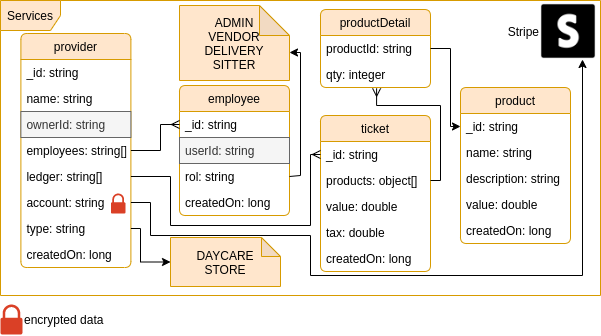 Services
provider
_id: string
name: string
ownerId: string
employees: string[]
ledger: string[]
account: string
type: string
createdOn: long
ADMIN
VENDOR
DELIVERY
SITTER
employee
_id: string
userId: string
rol: string
createdOn: long
DAYCARE
STORE
productDetail
productId: string
qty: integer
ticket
_id: string
products: object[]
value: double
tax: double
createdOn: long
Stripe
S
product
_id: string
name: string
description: string
value: double
createdOn: long
encrypted data